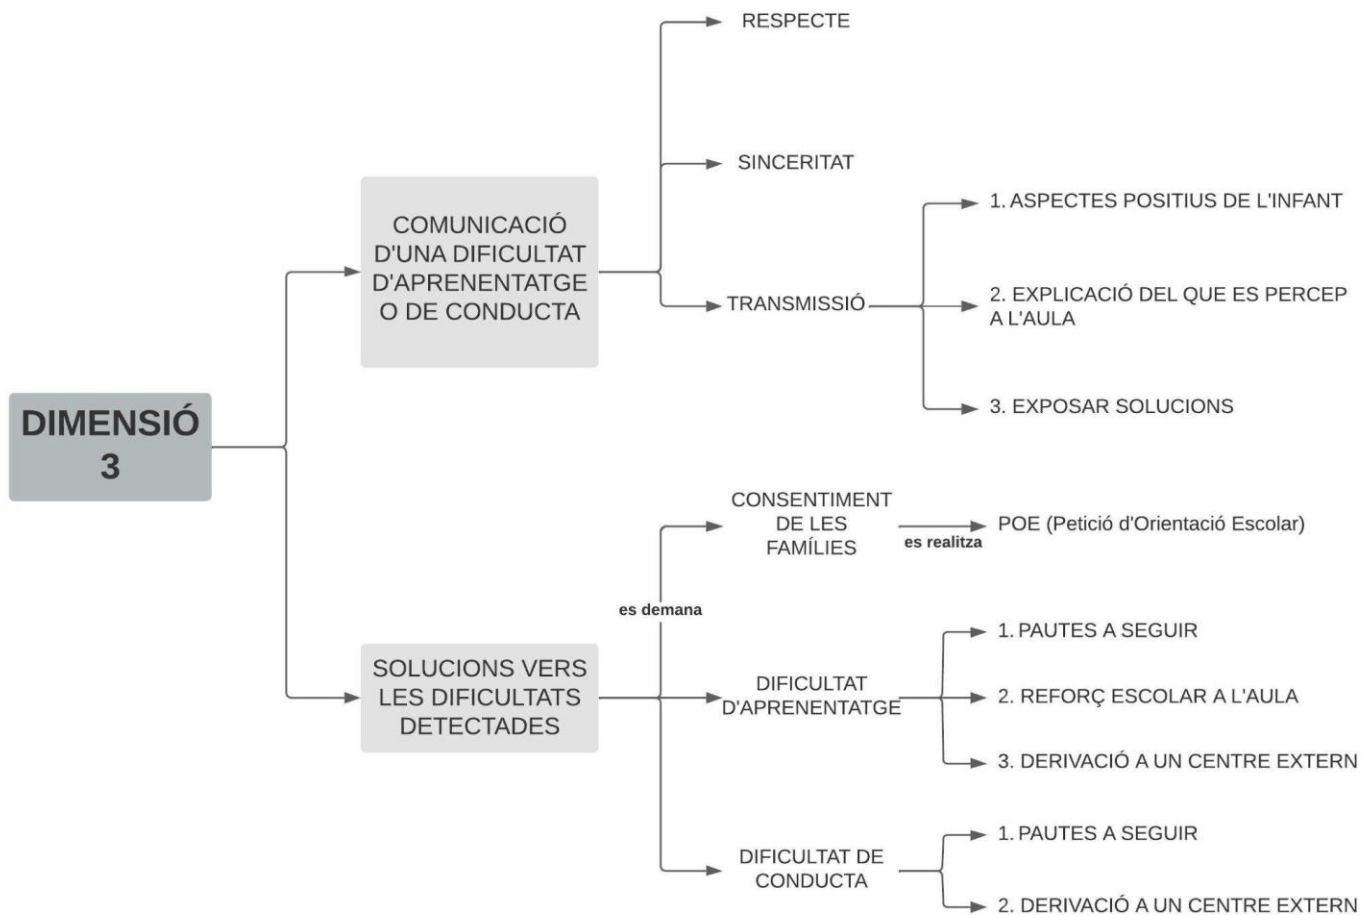 DIMENSIÓ
3
COMUNICACIÓ
D'UNA DIFICULTAT
D'APRENENTATGE
O DE CONDUCTA
RESPECTE
SINCERITAT
TRANSMISSIÓ
1. ASPECTES POSITIUS DE L'INFANT
2. EXPLICACIÓ DEL QUE ES PERCEP
A L'AULA
3. EXPOSAR SOLUCIONS
SOLUCIONS VERS
LES DIFICULTATS
DETECTADES
es demana
CONSENTIMENT
DE LES
FAMÍLIES
es realitza
POE (Petició d'Orientació Escolar)
DIFICULTAT
D'APRENENTATGE
1. PAUTES A SEGUIR
2. REFORÇ ESCOLAR A L'AULA
3. DERIVACIÓ A UN CENTRE EXTERN
DIFICULTAT DE
CONDUCTA
1. PAUTES A SEGUIR
2. DERIVACIÓ A UN CENTRE EXTERN